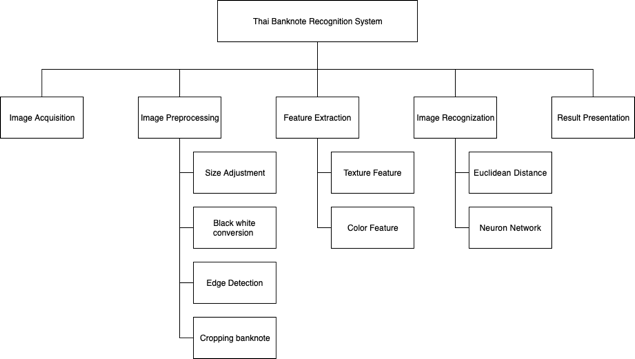 Thai Banknote Recognition System
Image Acquisition
Image Preprocessing
Feature Extraction
Image Recognization
Result Presentation
Size Adjustment
Texture Feature
Euclidean Distance
Black white
conversion
Color Feature
Neuron Network
Edge Detection
Cropping banknote